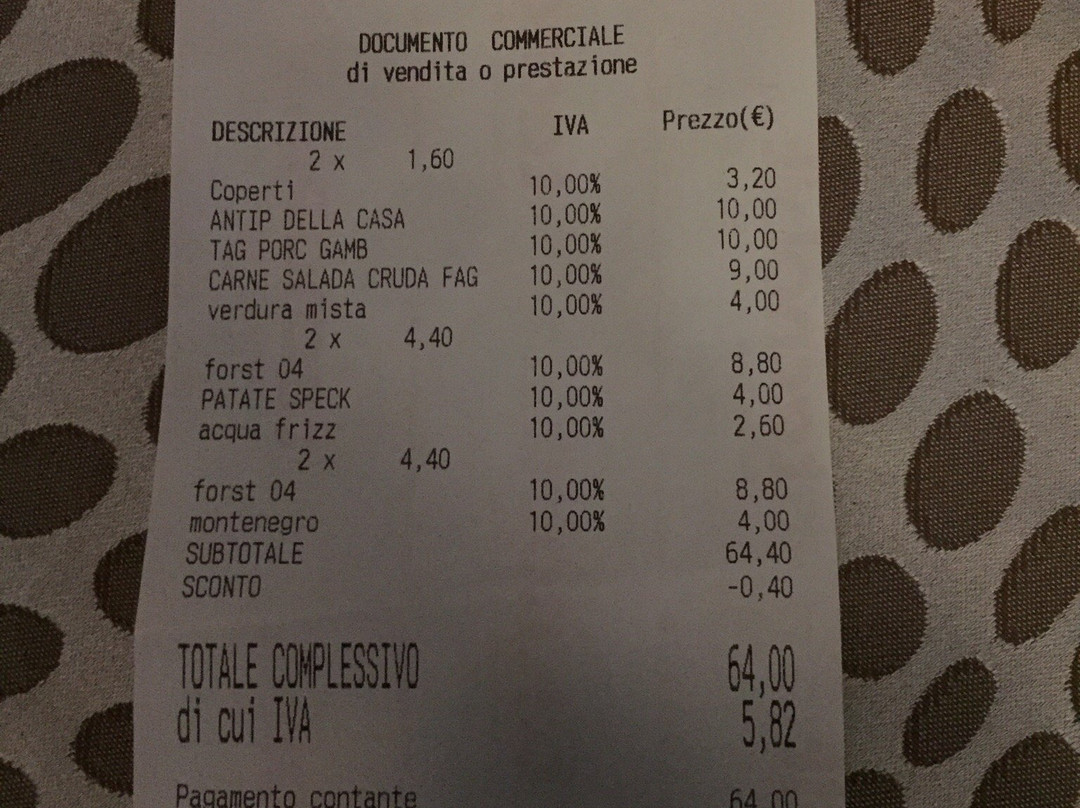 DOCUMENTO COMMERCIALE
di vendita o prestazione
DESCRIZIONE IVA Prezzo(€)
2 x 1,60
Coperti 10,00% 3,20
ANTIP DELLA CASA 10,00% 10,00
TAG PORC GAMB 10,00% 10,00
CARNE SALADA CRUDA FAG 10,00% 9,00
verdura mista 10,00% 4,00
2 x 4,40
forst 04 10,00% 8,80
PATATE SPECK 10,00% 4,00
acqua frizz 10,00% 2,60
2 x 4,40
forst 04 10,00% 8,80
montenegro 10,00% 4,00
SUBTOTALE 64,40
SCONTO -0,40
TOTALE COMPLESSIVO 64,00
di cui IVA 5,82
Pagamento contante 64,00